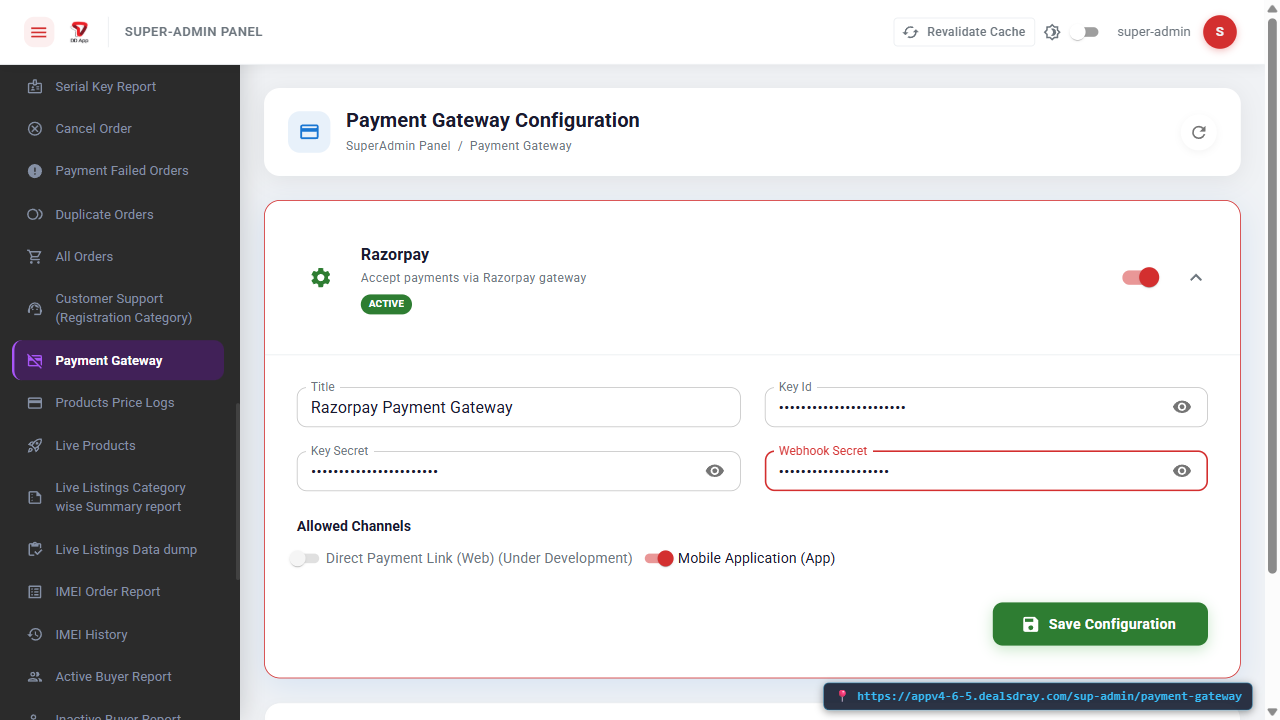 DD App
SUPER-ADMIN PANEL
Revalidate Cache
super-admin
S
Serial Key Report
Cancel Order
Payment Failed Orders
Duplicate Orders
All Orders
Customer Support
(Registration Category)
Payment Gateway
Products Price Logs
Live Products
Live Listings Category
wise Summary report
Live Listings Data dump
IMEI Order Report
IMEI History
Active Buyer Report
Inactive Buyer Report
Payment Gateway Configuration
SuperAdmin Panel / Payment Gateway
Razorpay
Accept payments via Razorpay gateway
ACTIVE
Title
Razorpay Payment Gateway
Key Id
•••••••••••••••••••••••
Key Secret
•••••••••••••••••••••••
Webhook Secret
••••••••••••••••••••
Allowed Channels
Direct Payment Link (Web) (Under Development)
Mobile Application (App)
Save Configuration
https://appv4-6-5.dealsdray.com/sup-admin/payment-gateway